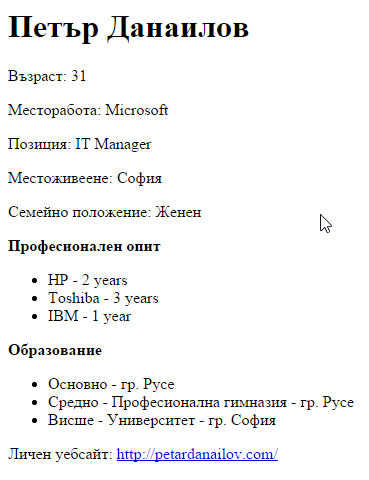 Петър Данаилов
Възраст: 31
Месторабота: Microsoft
Позиция: IT Manager
Местоживеене: София
Семейно положение: Женен
Професионален опит
HP - 2 years
Toshiba - 3 years
IBM - 1 year
Образование
Основно - гр. Русе
Средно - Професионална гимназия - гр. Русе
Висше - Университет - гр. София
Личен уебсайт: http://petardanailov.com/